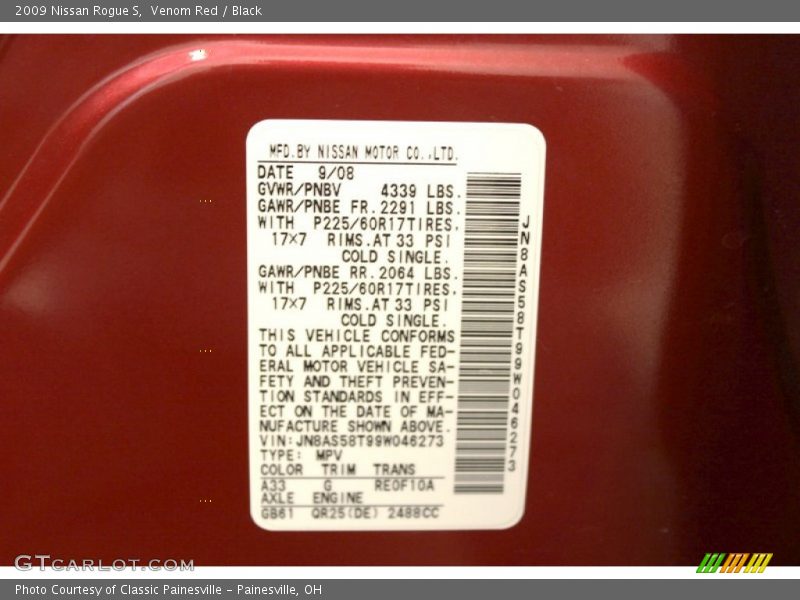 2009 Nissan Rogue S,  Venom Red / Black
MFD.BY NISSAN MOTOR CO.,LTD.
DATE 9/08
GVWR/PNBV 4339 LBS.
GAWR/PNBE FR.2291 LBS.
WITH P225/60R17TIRES.
17×7 RIMS.AT 33 PSI
COLD SINGLE.
GAWR/PNBE RR.2064 LBS.
WITH P225/60R17TIRES.
17×7 RIMS.AT 33 PSI
COLD SINGLE.
THIS VEHICLE CONFORMS
TO ALL APPLICABLE FED-
ERAL MOTOR VEHICLE SA-
FETY AND THEFT PREVEN-
TION STANDARDS IN EFF-
ECT ON THE DATE OF MA-
NUFACTURE SHOWN ABOVE.
VIN:JN8AS58T99W046273
TYPE: MPV
COLOR TRIM TRANS
A33 G RE0F10A
AXLE ENGINE
GB61 QR25(DE) 2488CC
JN8AS58T99W046273
GTCARLOT.COM
Photo Courtesy of Classic Painesville – Painesville, OH